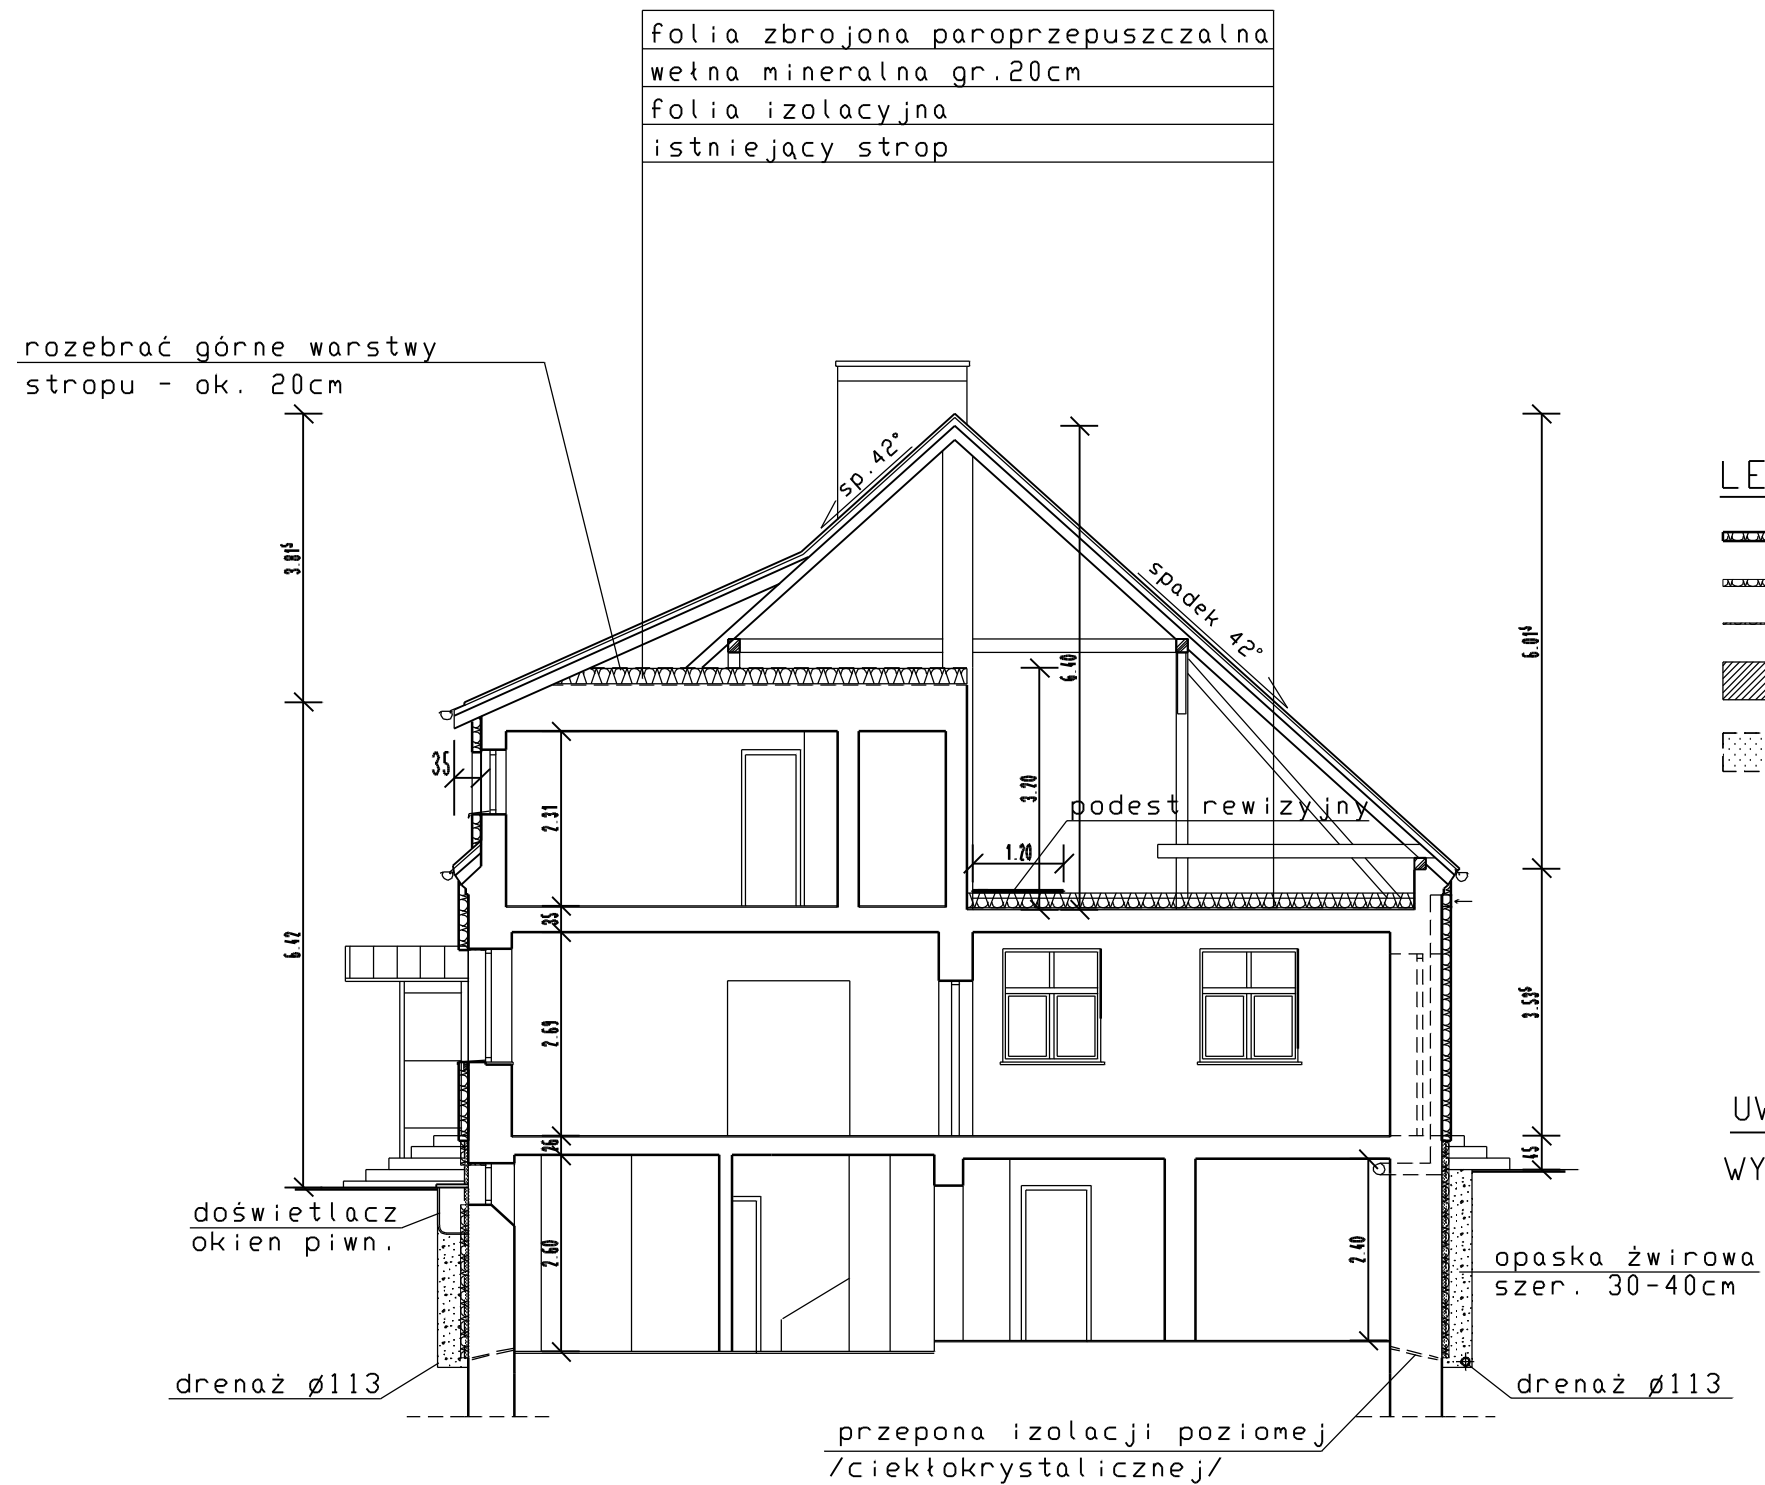 folia zbrojona paroprzepuszczalna
wełna mineralna gr.20cm
folia izolacyjna
istniejący strop
rozebrać górne warstwy
stropu - ok. 20cm
sp.42°
spadek 42°
LE
3.81⁵
6.40
6.01⁵
35
2.31
3.20
podest rewizyjny
1.20
35
6.42
2.69
3.53⁵
UW
26
45
WY
doświetlacz
okien piwn.
2.60
2.40
opaska żwirowa
szer. 30-40cm
drenaż ø113
drenaż ø113
przepona izolacji poziomej
/ciekłokrystalicznej/